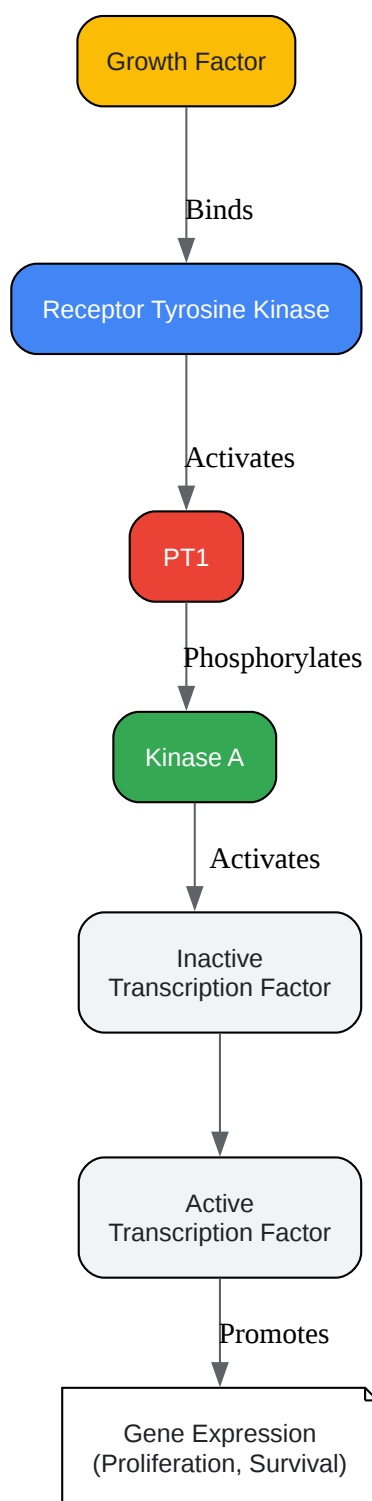 Growth Factor
Binds
Receptor Tyrosine Kinase
Activates
PT1
Phosphorylates
Kinase A
Activates
Inactive
Transcription Factor
Active
Transcription Factor
Promotes
Gene Expression
(Proliferation, Survival)